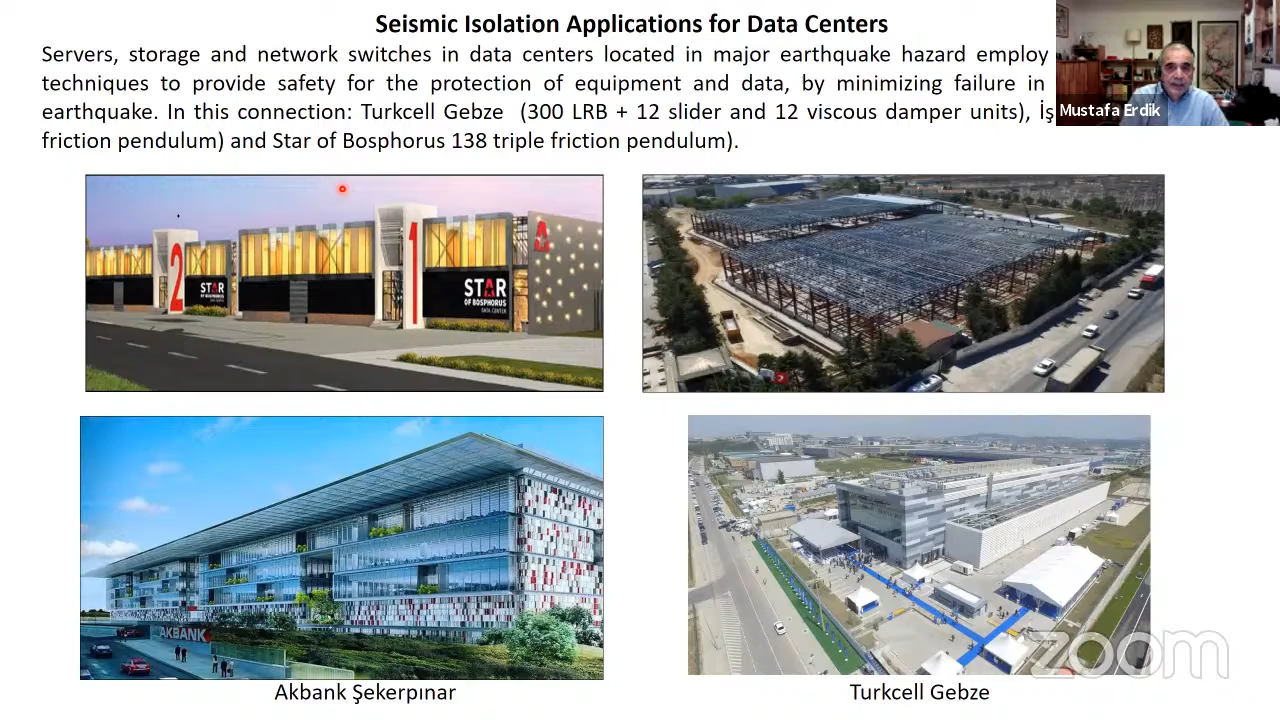 Seismic Isolation Applications for Data Centers
Servers, storage and network switches in data centers located in major earthquake hazard employ
techniques to provide safety for the protection of equipment and data, by minimizing failure in
earthquake. In this connection: Turkcell Gebze (300 LRB + 12 slider and 12 viscous damper units), İş
friction pendulum) and Star of Bosphorus 138 triple friction pendulum).
Mustafa Erdik
2
STAR
OF BOSPHORUS
DATA CENTER
1
STAR
OF BOSPHORUS
DATA CENTER
AKBANK
zoom
Akbank Şekerpınar
Turkcell Gebze